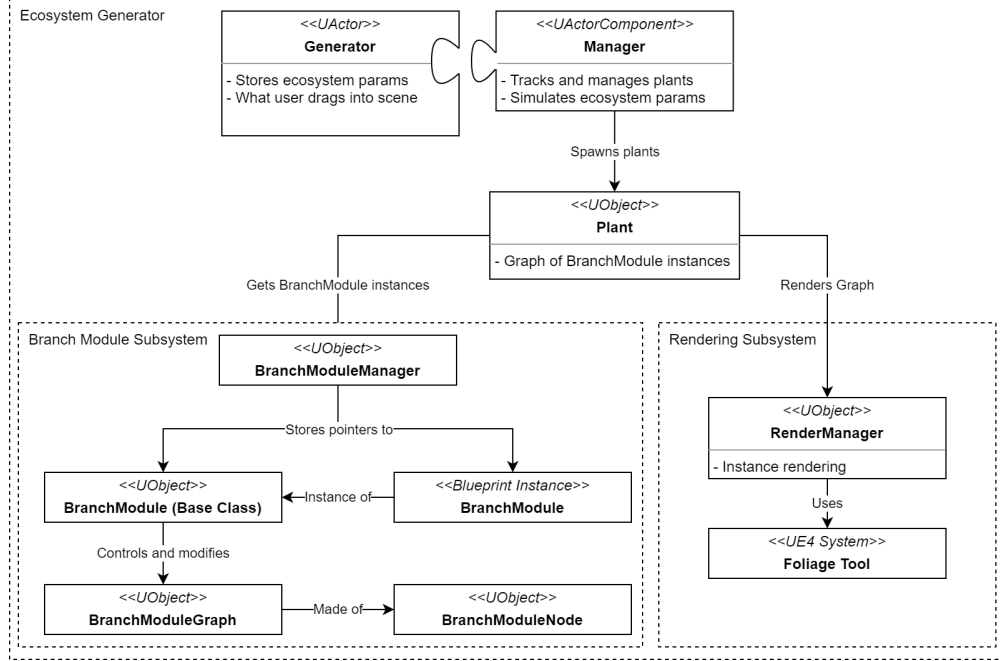 Ecosystem Generator
<<UActor>>
Generator
- Stores ecosystem params
- What user drags into scene
<<UActorComponent>>
Manager
- Tracks and manages plants
- Simulates ecosystem params
Spawns plants
<<UObject>>
Plant
- Graph of BranchModule instances
Gets BranchModule instances
Renders Graph
Branch Module Subsystem
<<UObject>>
BranchModuleManager
Stores pointers to
<<UObject>>
BranchModule (Base Class)
Instance of
<<Blueprint Instance>>
BranchModule
Controls and modifies
<<UObject>>
BranchModuleGraph
Made of
<<UObject>>
BranchModuleNode
Rendering Subsystem
<<UObject>>
RenderManager
- Instance rendering
Uses
<<UE4 System>>
Foliage Tool